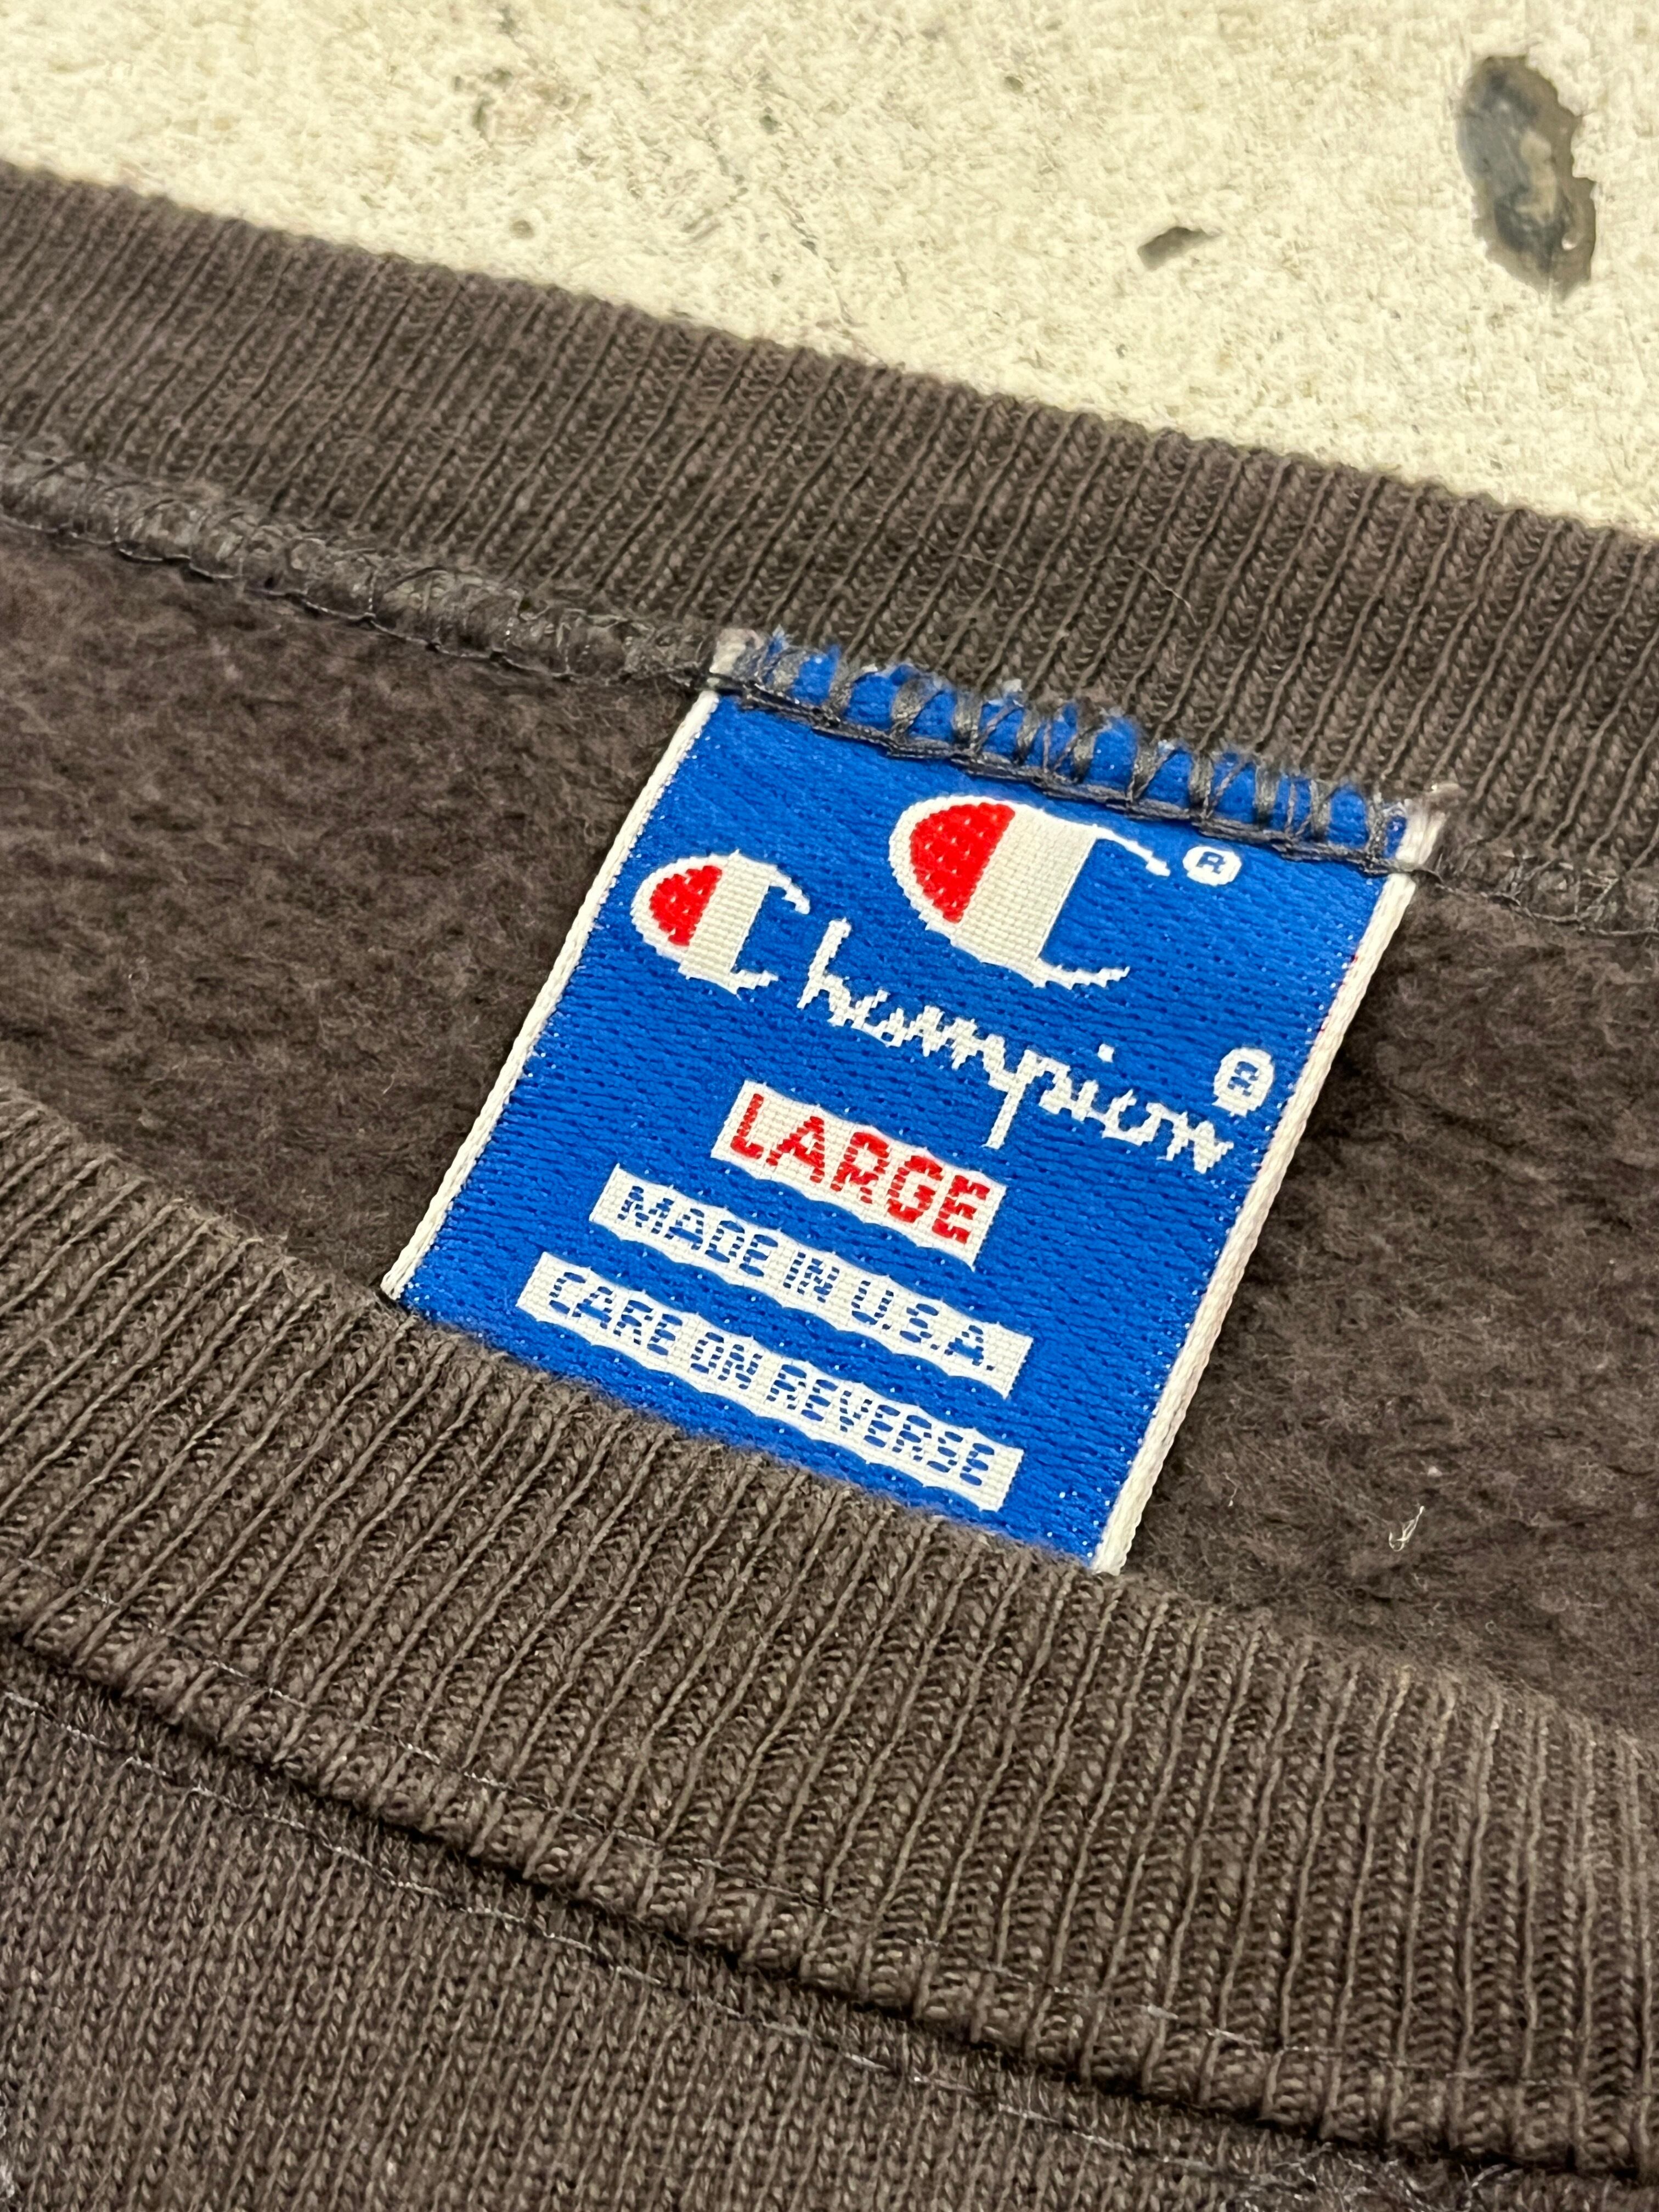 C®
Champion®
LARGE
MADE IN U.S.A.
CARE ON REVERSE